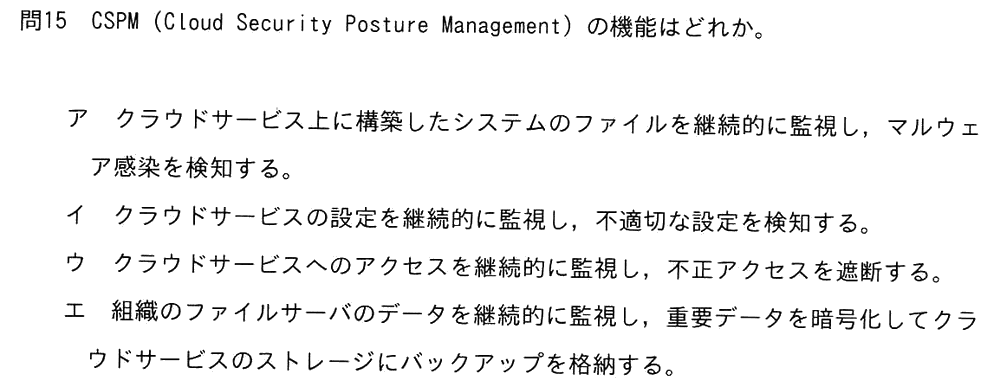 問15 CSPM (Cloud Security Posture Management) の機能はどれか。
ア クラウドサービス上に構築したシステムのファイルを継続的に監視し，マルウェ
ア感染を検知する。
イ クラウドサービスの設定を継続的に監視し，不適切な設定を検知する。
ウ クラウドサービスへのアクセスを継続的に監視し，不正アクセスを遮断する。
エ 組織のファイルサーバのデータを継続的に監視し，重要データを暗号化してクラ
ウドサービスのストレージにバックアップを格納する。